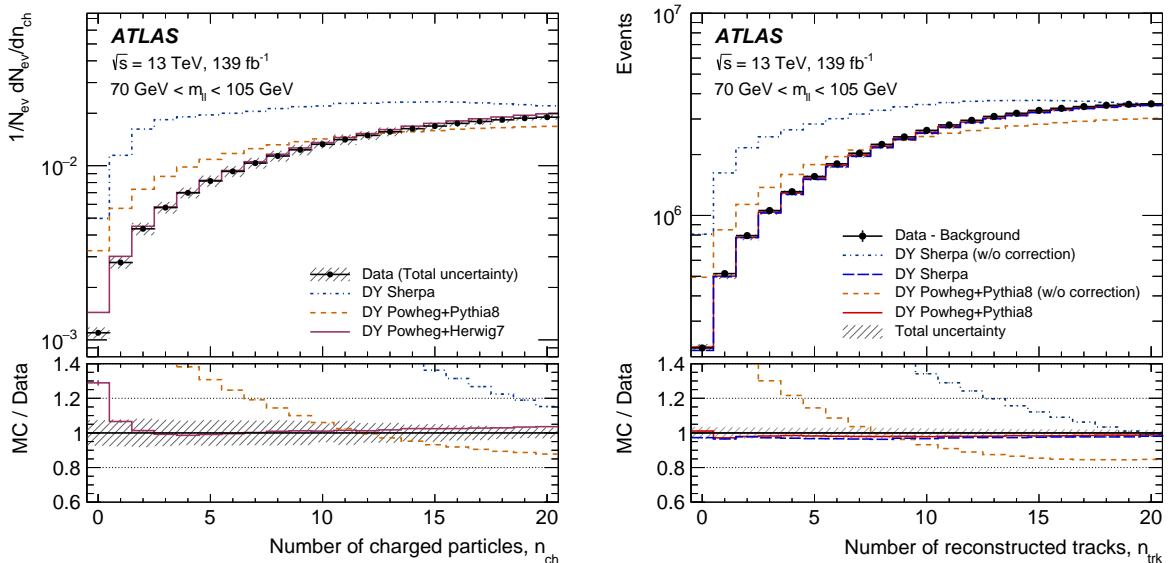 ATLAS
√s = 13 TeV, 139 fb⁻¹
70 GeV < m_ll < 105 GeV
1/N_ev dN_ev/dn_ch
10⁻²
10⁻³
Data (Total uncertainty)
DY Sherpa
DY Powheg+Pythia8
DY Powheg+Herwig7
MC / Data
1.4
1.2
1
0.8
0.6
0 5 10 15 20
Number of charged particles, n_ch
ATLAS
√s = 13 TeV, 139 fb⁻¹
70 GeV < m_ll < 105 GeV
Events
10⁷
10⁶
Data - Background
DY Sherpa (w/o correction)
DY Sherpa
DY Powheg+Pythia8 (w/o correction)
DY Powheg+Pythia8
Total uncertainty
MC / Data
1.4
1.2
1
0.8
0.6
0 5 10 15 20
Number of reconstructed tracks, n_trk